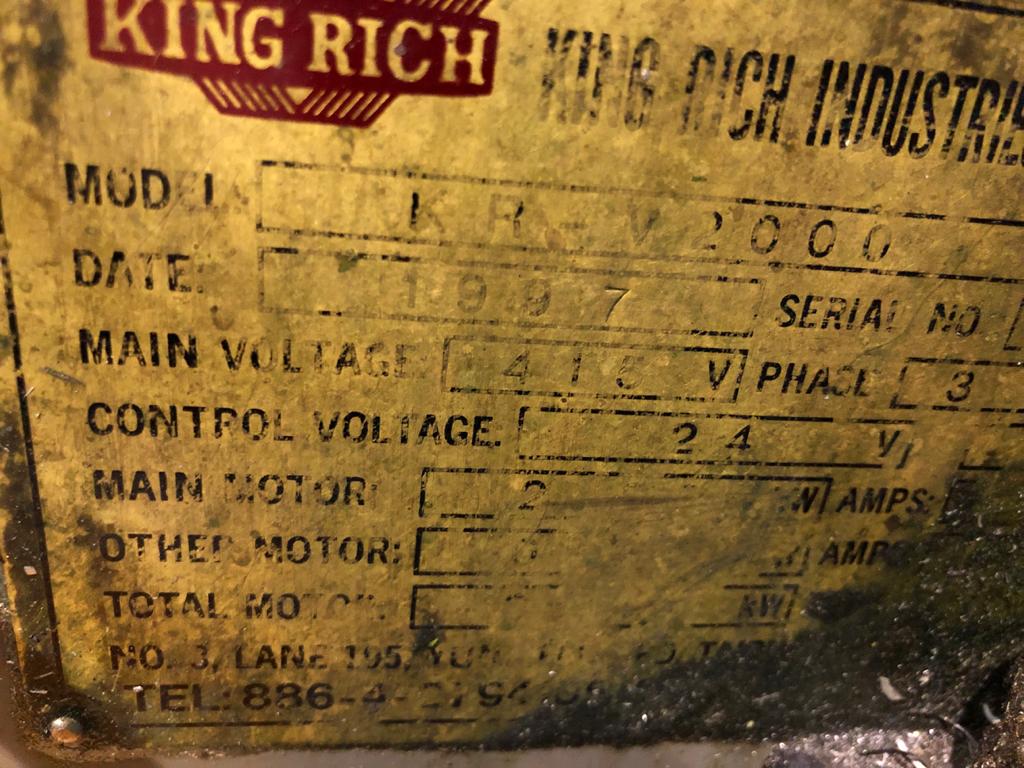 KING RICH
KING RICH INDUSTRIE
MODEL KR-V2000
DATE: 1997 SERIAL NO
MAIN VOLTAGE 415 V PHASE 3
CONTROL VOLTAGE. 24 V
MAIN MOTOR: 2 W AMPS:
OTHER MOTOR: AMPS
TOTAL MOTOR: KW
NO. 3, LANE 195,
TEL: 886-4-